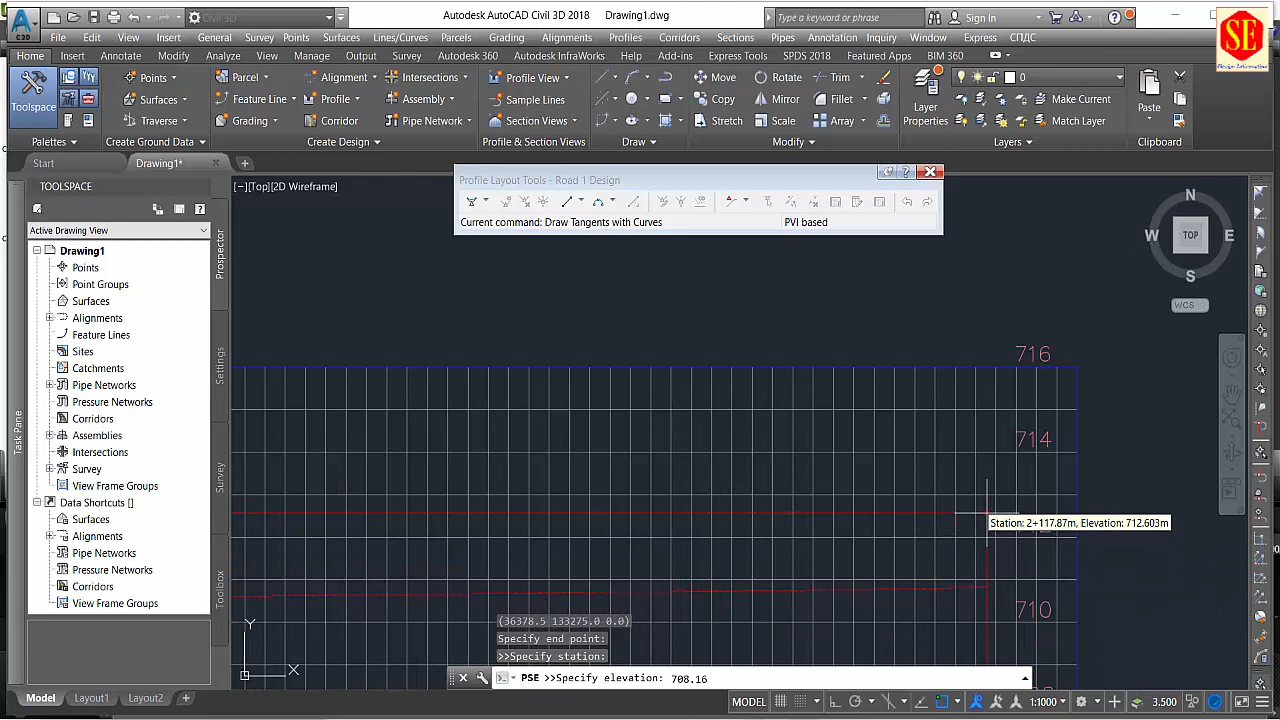 Autodesk AutoCAD Civil 3D 2018 Drawing1.dwg
Civil 3D
Type a keyword or phrase
Sign In
C3D
SE
File Edit View Insert General Survey Points Surfaces Lines/Curves Parcels Grading Alignments Profiles Corridors Sections Pipes Annotation Inquiry Window Express СПДС
Home Insert Annotate Modify Analyze View Manage Output Survey Autodesk 360 Autodesk InfraWorks Help Add-ins Express Tools SPDS 2018 Featured Apps BIM 360
Toolspace
Points Parcel Alignment Intersections Profile View Move Rotate Trim 0
Surfaces Feature Line Profile Assembly Sample Lines Copy Mirror Fillet Make Current
Traverse Grading Corridor Pipe Network Section Views Stretch Scale Array Match Layer
Layer Properties
Paste
Palettes Create Ground Data Create Design Profile & Section Views Draw Modify Layers Clipboard
Start Drawing1*
TOOLSPACE
[−][Top][2D Wireframe]
Profile Layout Tools - Road 1 Design
Current command: Draw Tangents with Curves PVI based
Active Drawing View
Drawing1
Points
Point Groups
Surfaces
Alignments
Feature Lines
Sites
Catchments
Pipe Networks
Pressure Networks
Corridors
Assemblies
Intersections
Survey
View Frame Groups
Data Shortcuts []
Surfaces
Alignments
Pipe Networks
Pressure Networks
Corridors
View Frame Groups
Prospector
Settings
Survey
Toolbox
Task Pane
N
W TOP E
S
WCS
716
714
Station: 2+117.87m, Elevation: 712.603m
710
Y
X
(36378.5 133275.0 0.0)
Specify end point:
>>Specify station:
PSE >>Specify elevation: 708.16
Model Layout1 Layout2 +
MODEL 1:1000 3.500